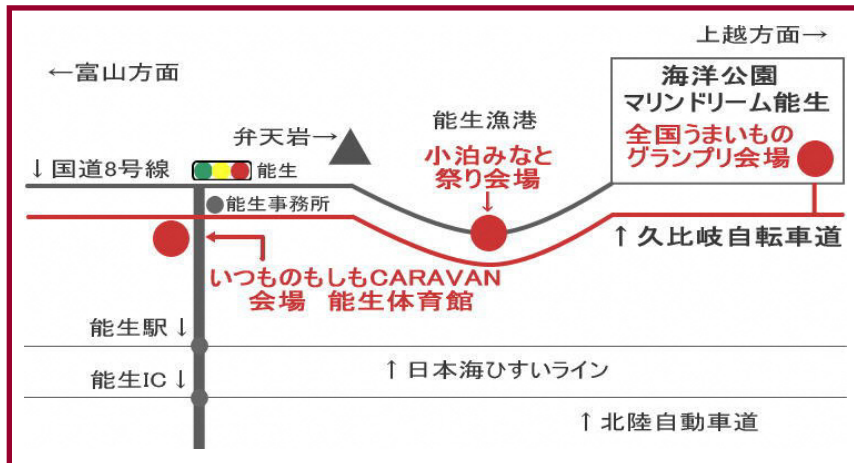 上越方面→
←富山方面
海洋公園
マリンドリーム能生
全国うまいもの
グランプリ会場
能生漁港
小泊みなと
祭り会場
↓
弁天岩→
↓国道8号線
能生
能生事務所
↑久比岐自転車道
いつものもしもCARAVAN
会場 能生体育館
能生駅↓
↑日本海ひすいライン
能生IC↓
↑北陸自動車道